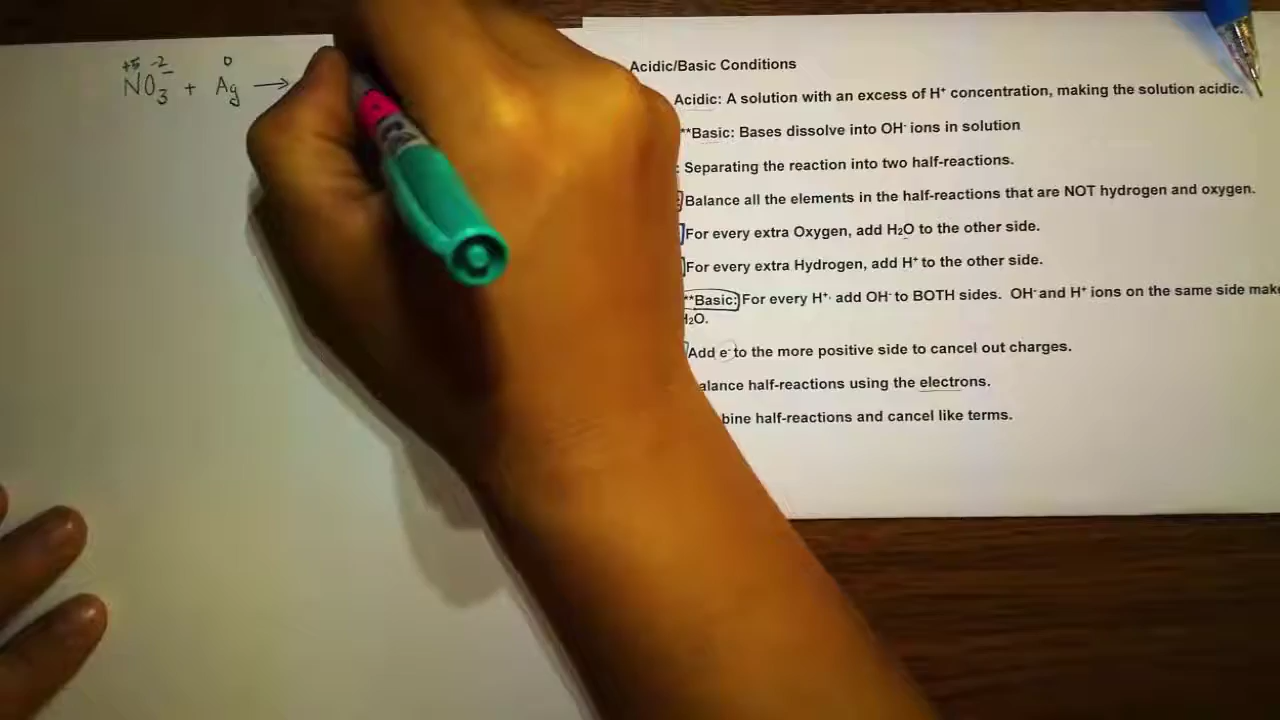 +5 -2 0
NO₃⁻ + Ag →
Acidic/Basic Conditions
Acidic: A solution with an excess of H⁺ concentration, making the solution acidic.
**Basic: Bases dissolve into OH⁻ ions in solution
: Separating the reaction into two half-reactions.
Balance all the elements in the half-reactions that are NOT hydrogen and oxygen.
For every extra Oxygen, add H₂O to the other side.
For every extra Hydrogen, add H⁺ to the other side.
**Basic: For every H⁺, add OH⁻ to BOTH sides. OH⁻ and H⁺ ions on the same side make
H₂O.
Add e⁻ to the more positive side to cancel out charges.
alance half-reactions using the electrons.
bine half-reactions and cancel like terms.